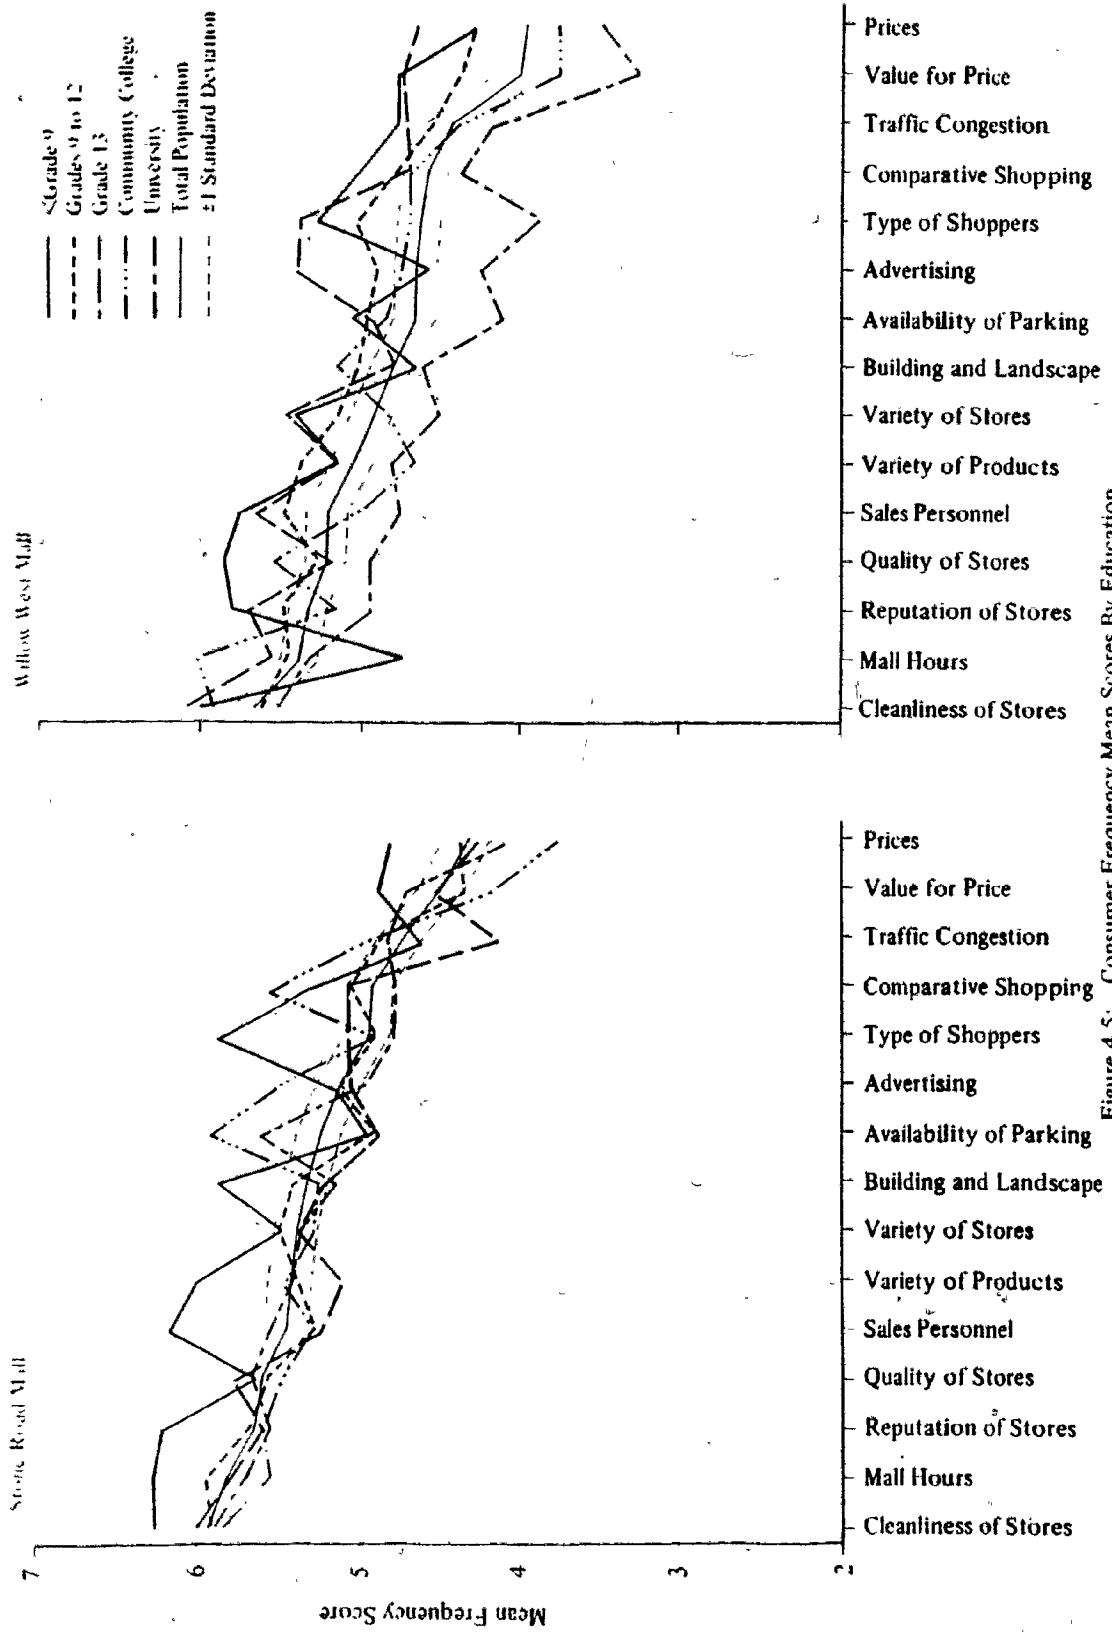 Willow West Mall
<Grade 9
Grades 9 to 12
Grade 13
Community College
University
Total Population
±1 Standard Deviation
Prices
Value for Price
Traffic Congestion
Comparative Shopping
Type of Shoppers
Advertising
Availability of Parking
Building and Landscape
Variety of Stores
Variety of Products
Sales Personnel
Quality of Stores
Reputation of Stores
Mall Hours
Cleanliness of Stores
Stone Road Mall
Prices
Value for Price
Traffic Congestion
Comparative Shopping
Type of Shoppers
Advertising
Availability of Parking
Building and Landscape
Variety of Stores
Variety of Products
Sales Personnel
Quality of Stores
Reputation of Stores
Mall Hours
Cleanliness of Stores
7
6
5
4
3
2
Mean Frequency Score
Figure 4.5: Consumer Frequency Mean Scores By Education